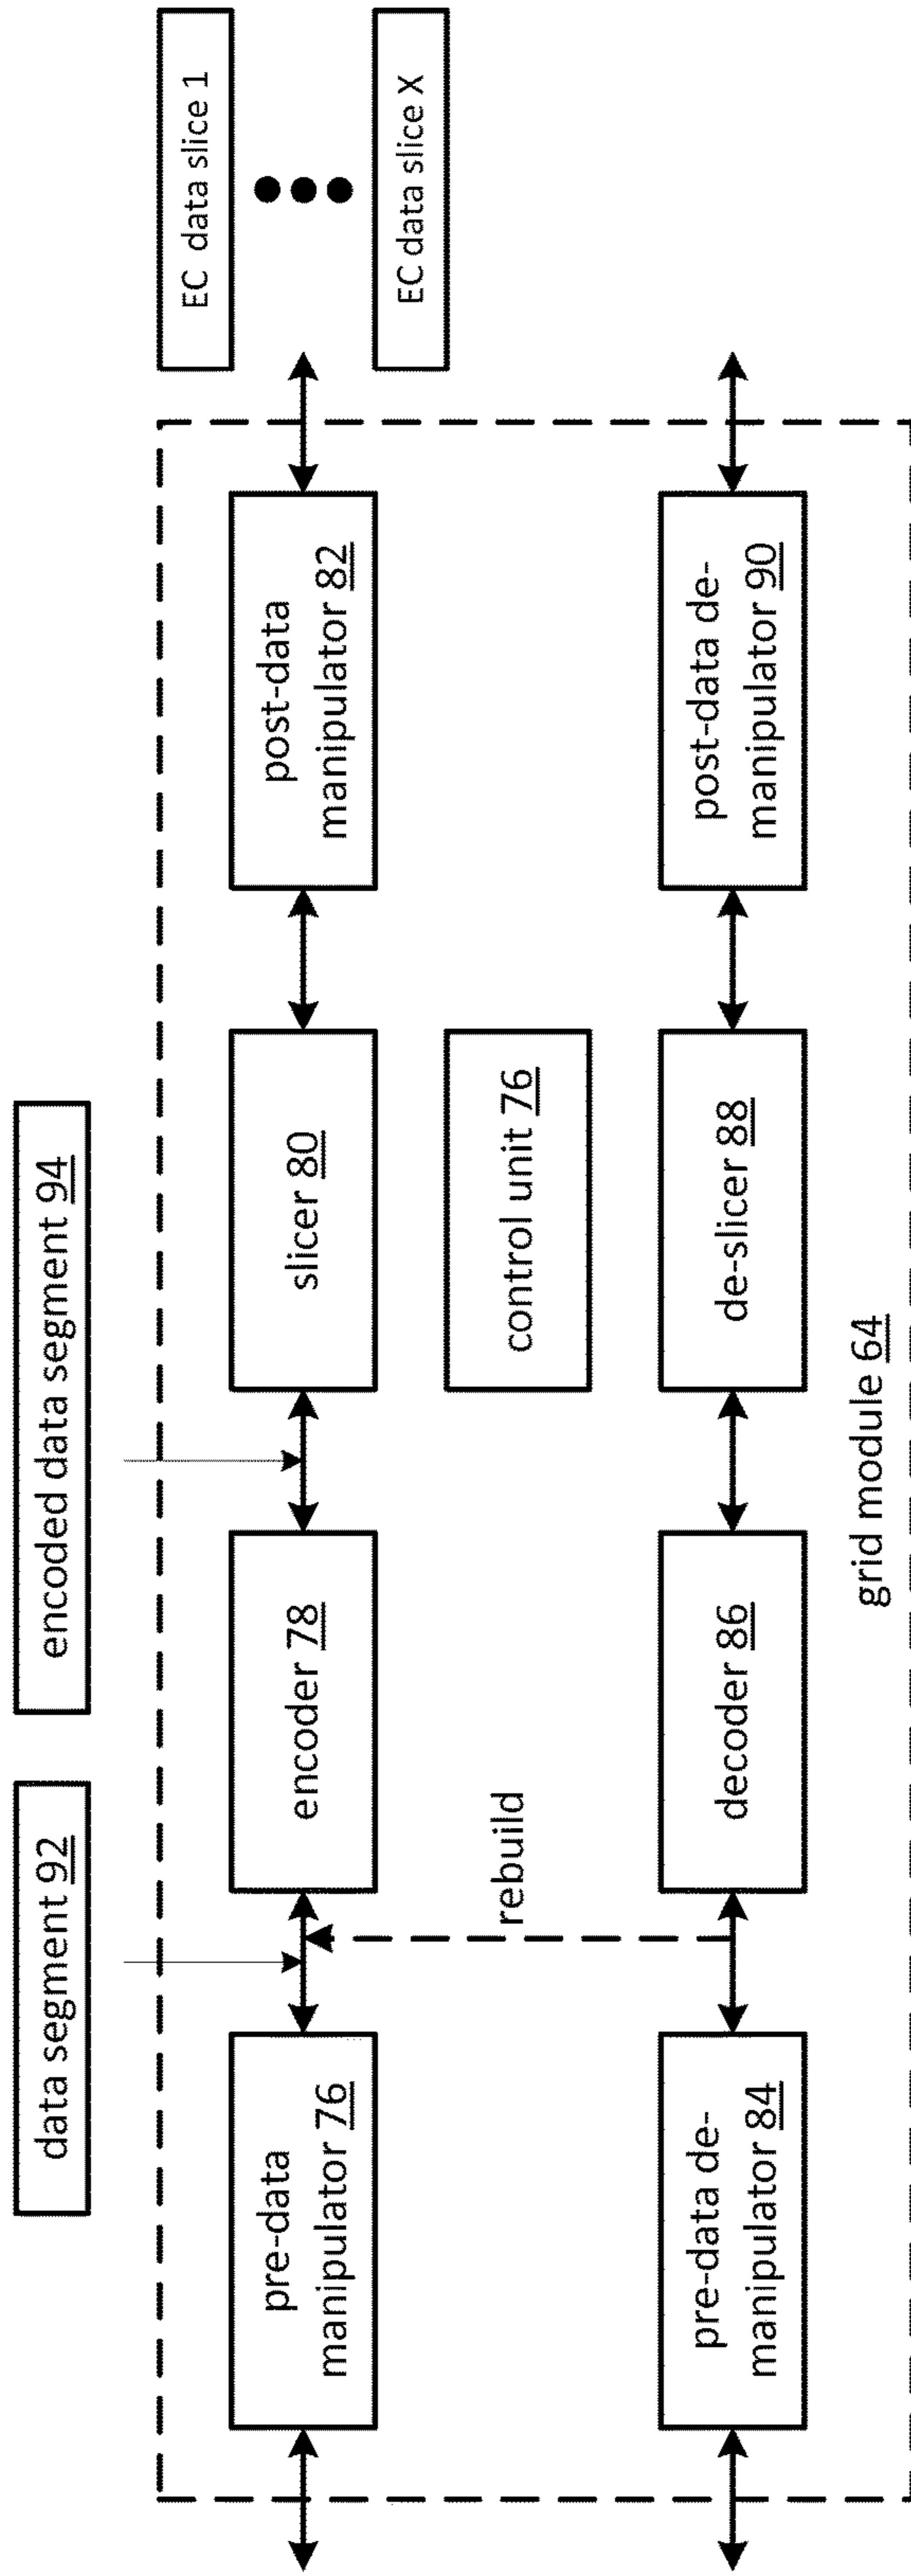 data segment 92
encoded data segment 94
pre-data
manipulator 76
encoder 78
slicer 80
post-data
manipulator 82
EC  data slice 1
EC data slice X
rebuild
control unit 76
pre-data de-
manipulator 84
decoder 86
de-slicer 88
post-data de-
manipulator 90
grid module 64